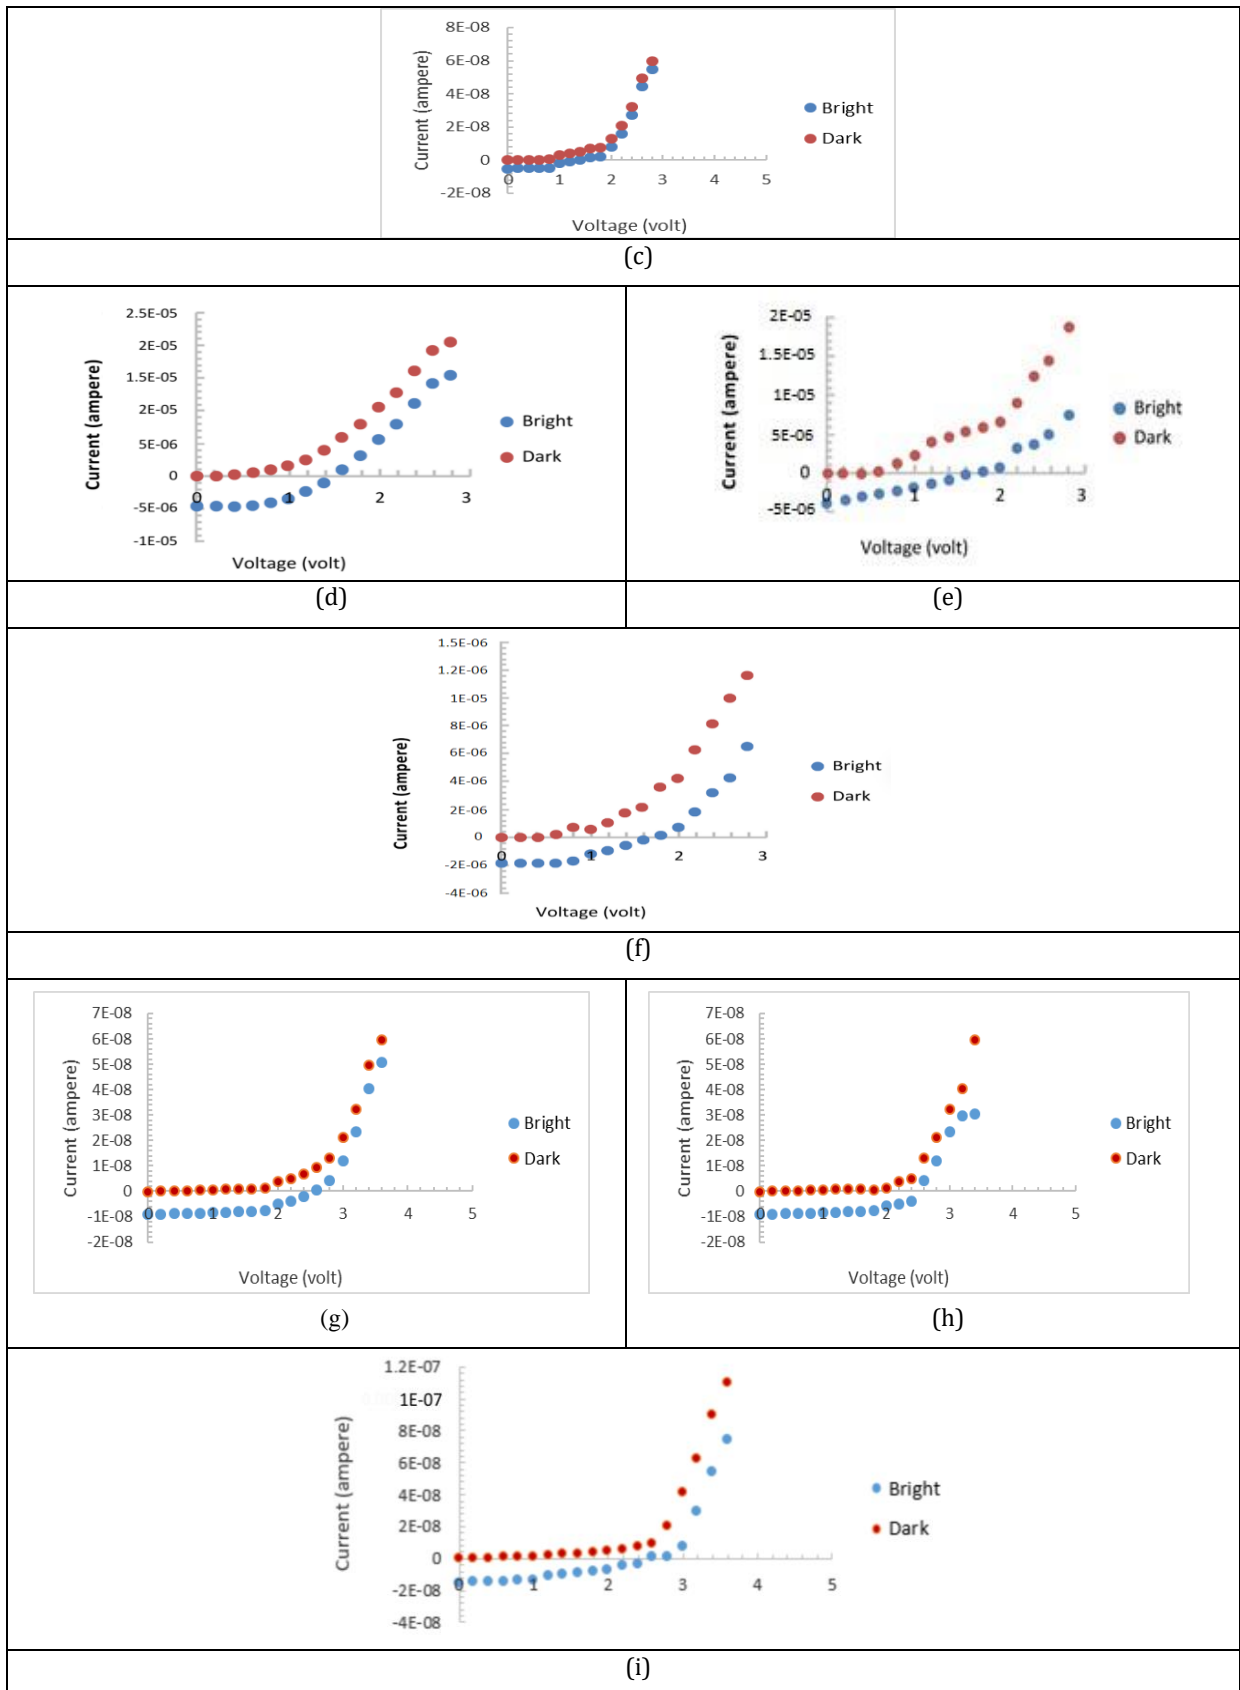 8E-08
6E-08
4E-08
2E-08
0
-2E-08
Current (ampere)
0 1 2 3 4 5
Voltage (volt)
Bright
Dark
(c)
2.5E-05
2E-05
1.5E-05
2E-05
5E-06
0
-5E-06
-1E-05
Current (ampere)
0 1 2 3
Voltage (volt)
Bright
Dark
(d)
2E-05
1.5E-05
1E-05
5E-06
0
-5E-06
Current (ampere)
0 1 2 3
Voltage (volt)
Bright
Dark
(e)
1.5E-06
1.2E-06
1E-05
8E-06
6E-06
4E-06
2E-06
0
-2E-06
-4E-06
Current (ampere)
0 1 2 3
Voltage (volt)
Bright
Dark
(f)
7E-08
6E-08
5E-08
4E-08
3E-08
2E-08
1E-08
0
-1E-08
-2E-08
Current (ampere)
0 1 2 3 4 5
Voltage (volt)
Bright
Dark
(g)
7E-08
6E-08
5E-08
4E-08
3E-08
2E-08
1E-08
0
-1E-08
-2E-08
Current (ampere)
0 1 2 3 4 5
Voltage (volt)
Bright
Dark
(h)
1.2E-07
1E-07
8E-08
6E-08
4E-08
2E-08
0
-2E-08
-4E-08
Current (ampere)
0 1 2 3 4 5
Bright
Dark
(i)